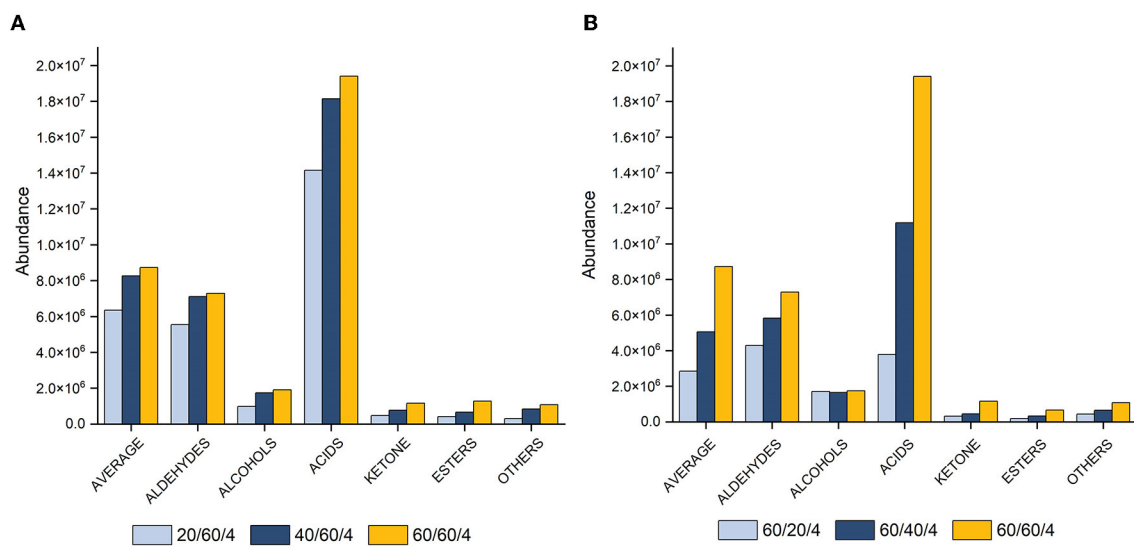 A
Abundance
2.0×10⁷
1.8×10⁷
1.6×10⁷
1.4×10⁷
1.2×10⁷
1.0×10⁷
8.0×10⁶
6.0×10⁶
4.0×10⁶
2.0×10⁶
0.0
AVERAGE
ALDEHYDES
ALCOHOLS
ACIDS
KETONE
ESTERS
OTHERS
20/60/4 40/60/4 60/60/4
B
Abundance
2.0×10⁷
1.8×10⁷
1.6×10⁷
1.4×10⁷
1.2×10⁷
1.0×10⁷
8.0×10⁶
6.0×10⁶
4.0×10⁶
2.0×10⁶
0.0
AVERAGE
ALDEHYDES
ALCOHOLS
ACIDS
KETONE
ESTERS
OTHERS
60/20/4 60/40/4 60/60/4